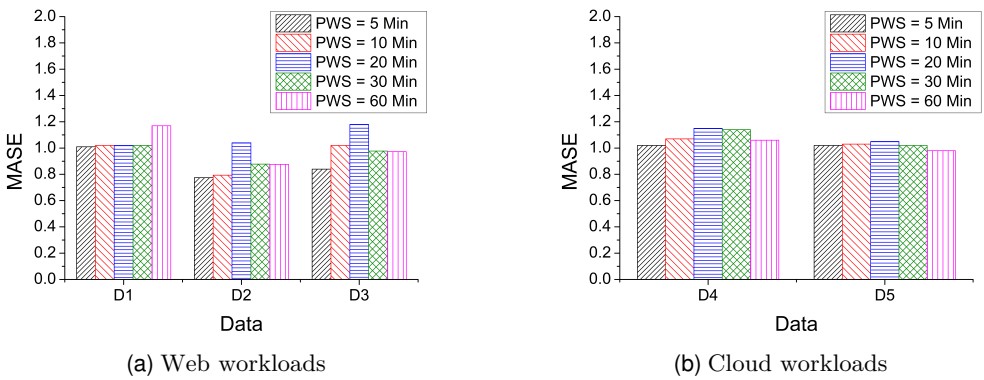 2.0
1.8
1.6
1.4
1.2
1.0
0.8
0.6
0.4
0.2
0.0
MASE
PWS = 5 Min
PWS = 10 Min
PWS = 20 Min
PWS = 30 Min
PWS = 60 Min
D1 D2 D3
Data
(a) Web workloads
2.0
1.8
1.6
1.4
1.2
1.0
0.8
0.6
0.4
0.2
0.0
MASE
PWS = 5 Min
PWS = 10 Min
PWS = 20 Min
PWS = 30 Min
PWS = 60 Min
D4 D5
Data
(b) Cloud workloads